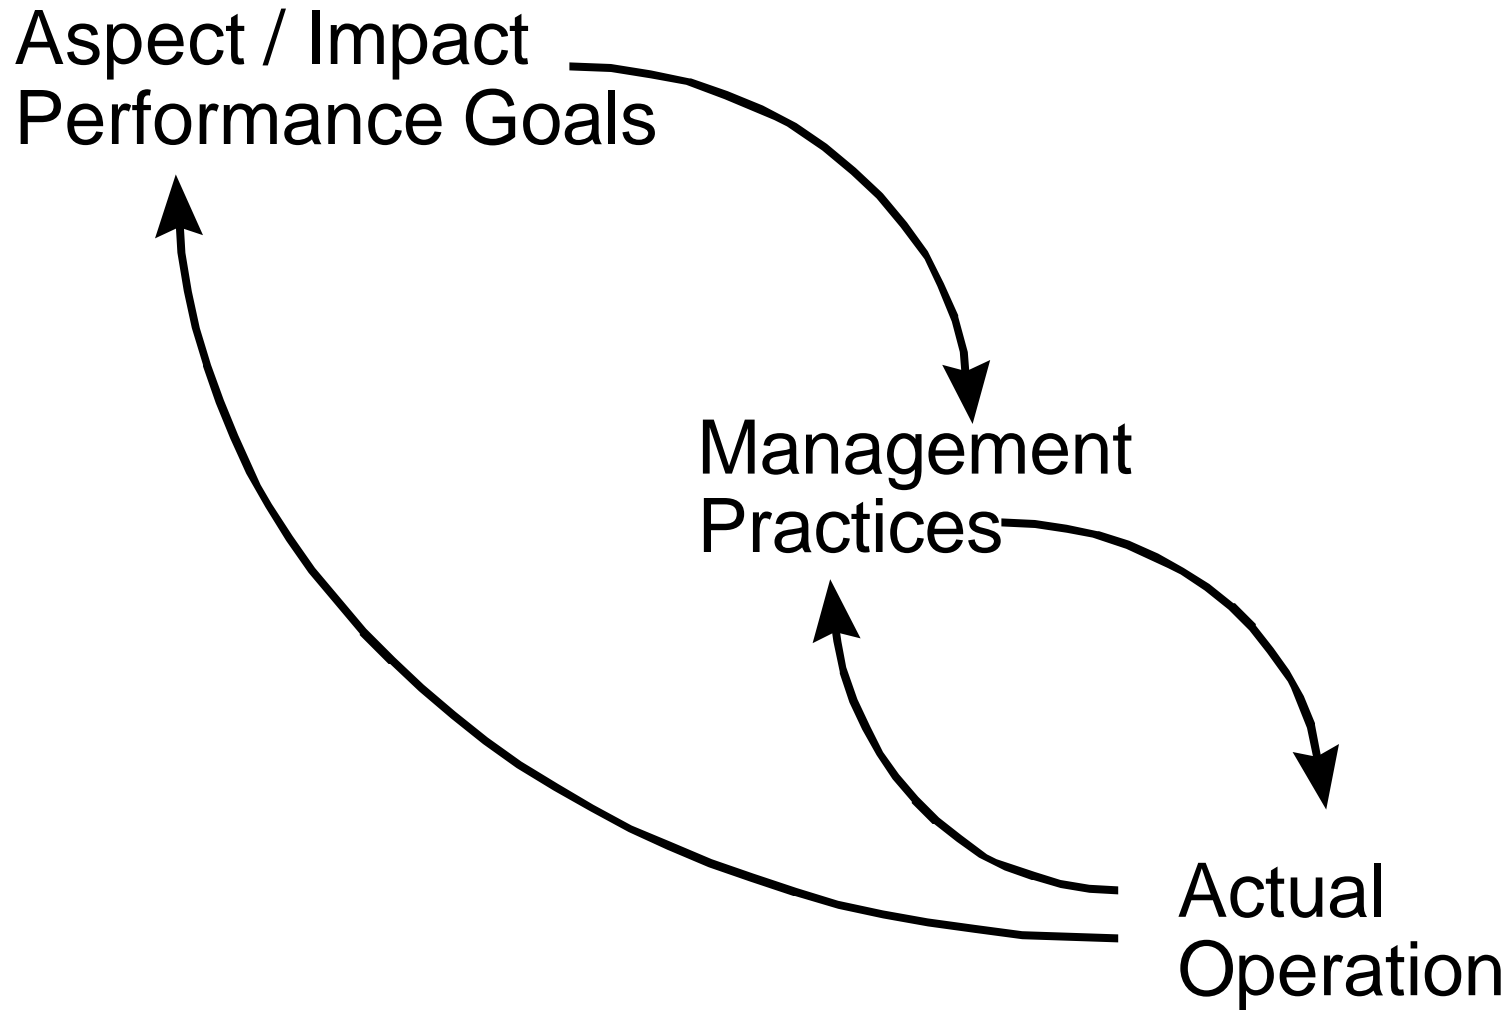 Aspect / Impact
Performance Goals
Management
Practices
Actual
Operation